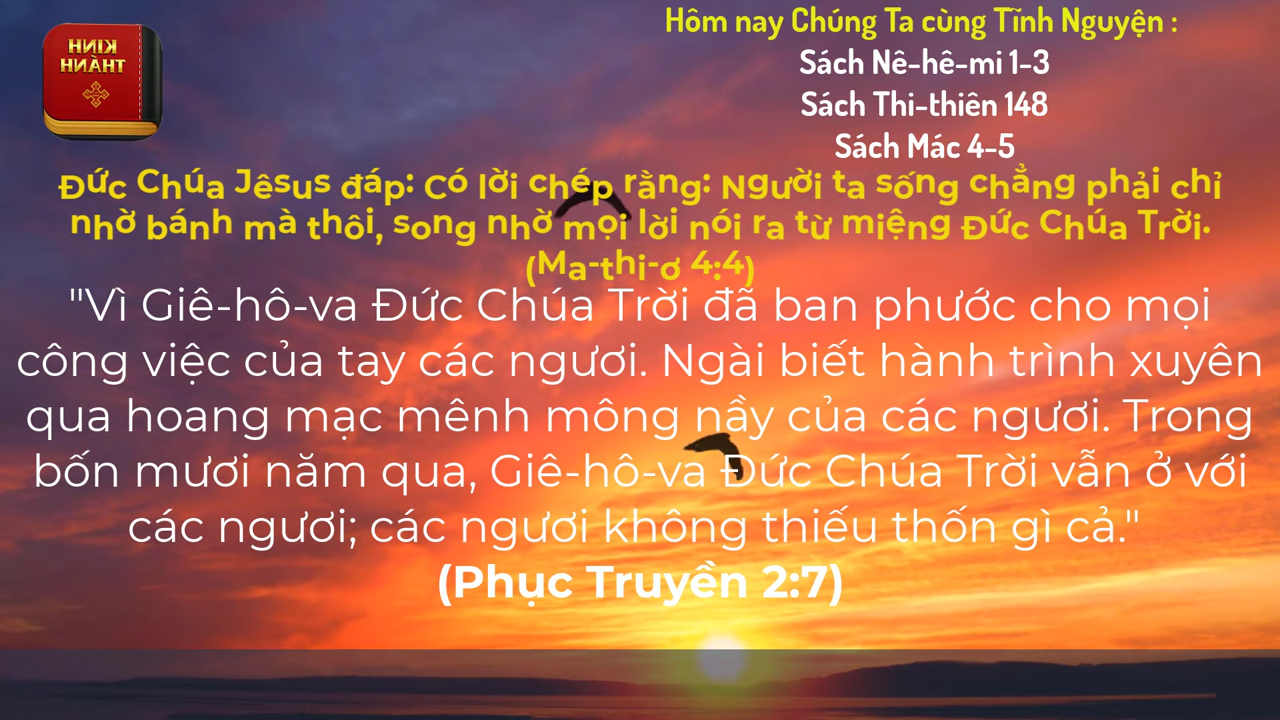 KINH
THÁNH
Hôm nay Chúng Ta cùng Tĩnh Nguyện :
Sách Nê-hê-mi 1-3
Sách Thi-thiên 148
Sách Mác 4-5
Đức Chúa Jêsus đáp: Có lời chép rằng: Người ta sống chẳng phải chỉ
nhờ bánh mà thôi, song nhờ mọi lời nói ra từ miệng Đức Chúa Trời.
(Ma-thi-ơ 4:4)
"Vì Giê-hô-va Đức Chúa Trời đã ban phước cho mọi
công việc của tay các ngươi. Ngài biết hành trình xuyên
qua hoang mạc mênh mông nầy của các ngươi. Trong
bốn mươi năm qua, Giê-hô-va Đức Chúa Trời vẫn ở với
các ngươi; các ngươi không thiếu thốn gì cả."
(Phục Truyền 2:7)